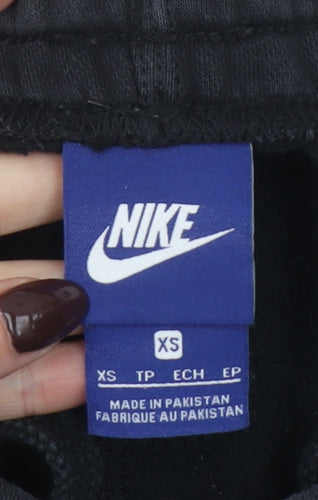 NIKE
XS
XS TP ECH EP
MADE IN PAKISTAN
FABRIQUE AU PAKISTAN